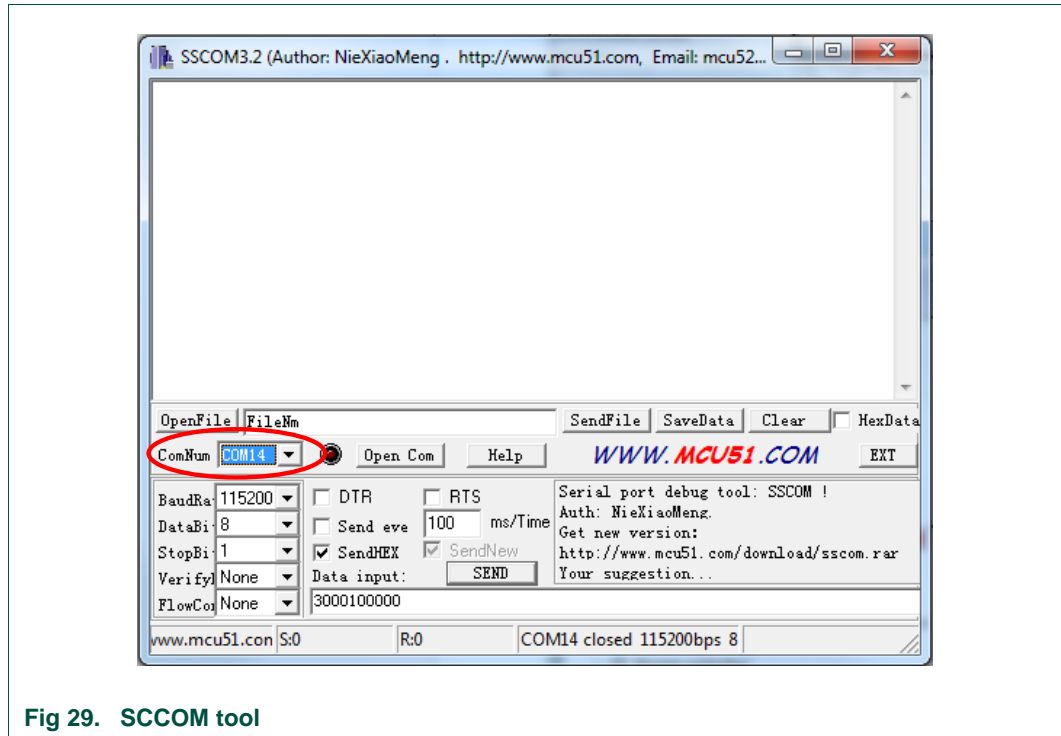 SSCOM3.2 (Author: NieXiaoMeng . http://www.mcu51.com, Email: mcu52...
OpenFile FileNm SendFile SaveData Clear HexData
ComNum COM14 Open Com Help WWW.MCU51.COM EXT
BaudRa 115200 DTR RTS Serial port debug tool: SSCOM !
Auth: NieXiaoMeng.
DataBi 8 Send eve 100 ms/Time Get new version:
StopBi 1 SendHEX SendNew http://www.mcu51.com/download/sscom.rar
Verify None Data input: SEND Your suggestion...
FlowCo None 3000100000
www.mcu51.con S:0 R:0 COM14 closed 115200bps 8
Fig 29. SCCOM tool